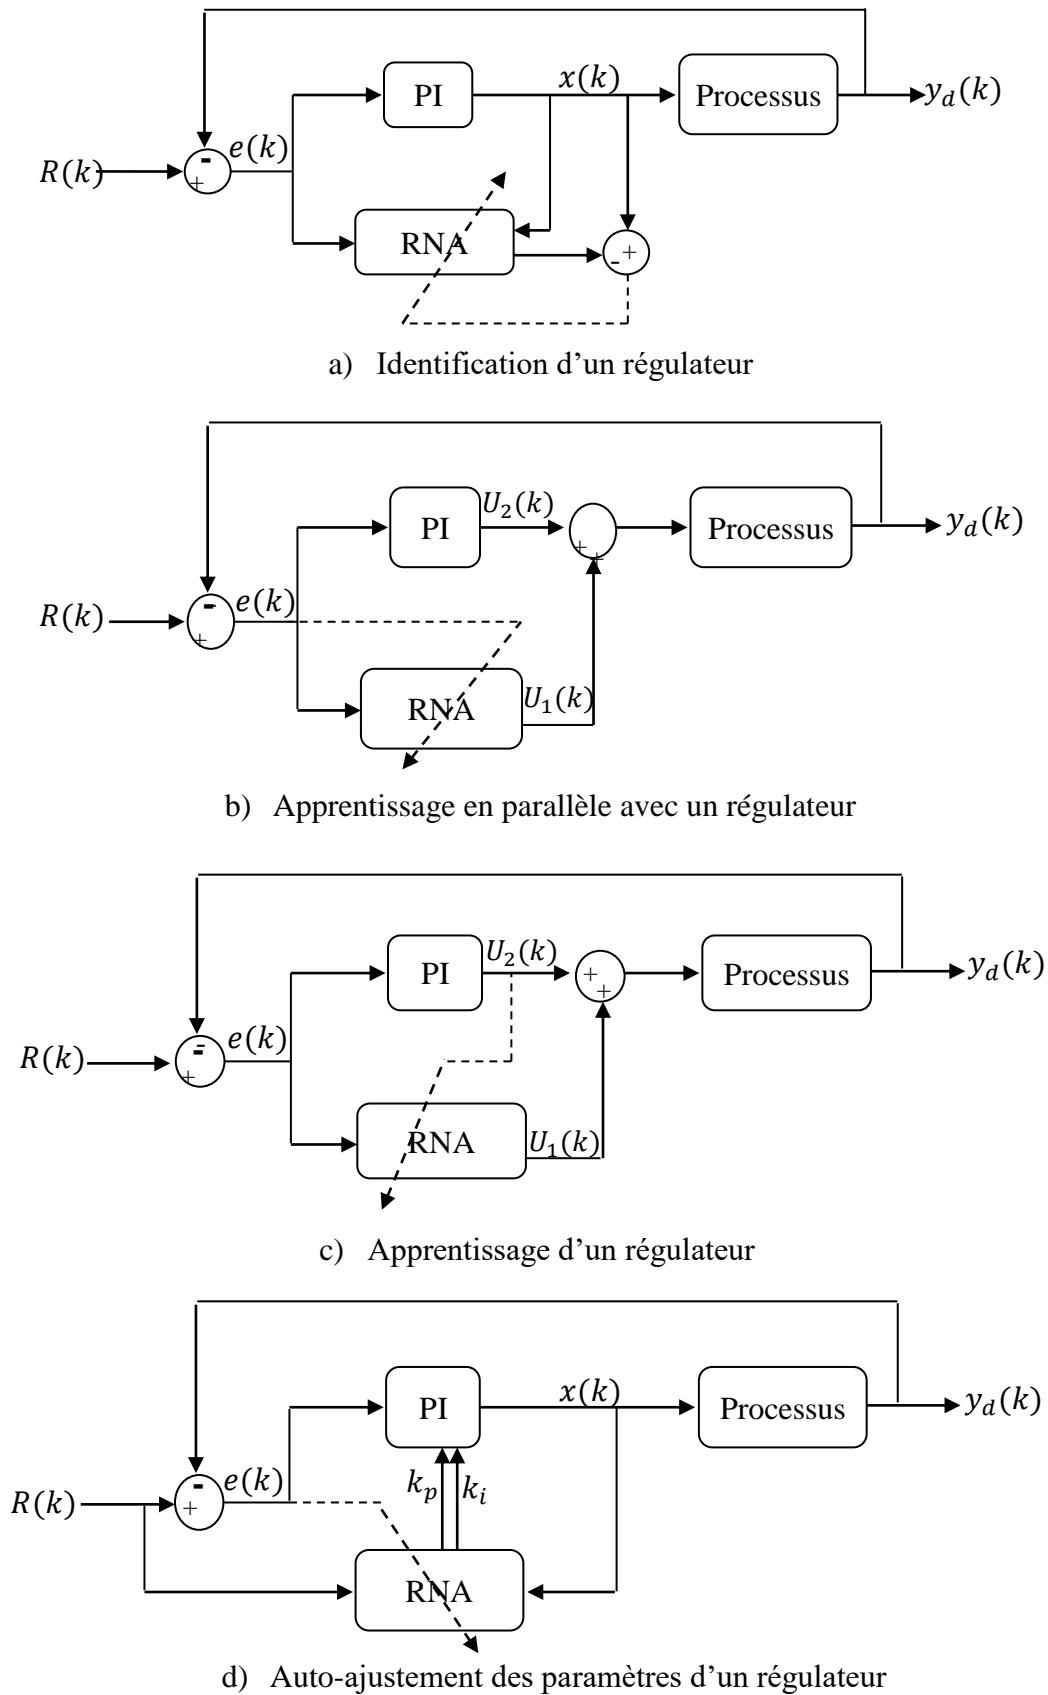 PI
x(k)
Processus
y_d(k)
R(k)
+
-
e(k)
RNA
-
+
a) Identification d’un régulateur
PI
U_2(k)
+
+
Processus
y_d(k)
R(k)
+
-
e(k)
RNA
U_1(k)
b) Apprentissage en parallèle avec un régulateur
PI
U_2(k)
+
+
Processus
y_d(k)
R(k)
+
-
e(k)
RNA
U_1(k)
c) Apprentissage d’un régulateur
PI
x(k)
Processus
y_d(k)
R(k)
+
-
e(k)
k_p
k_i
RNA
d) Auto-ajustement des paramètres d’un régulateur